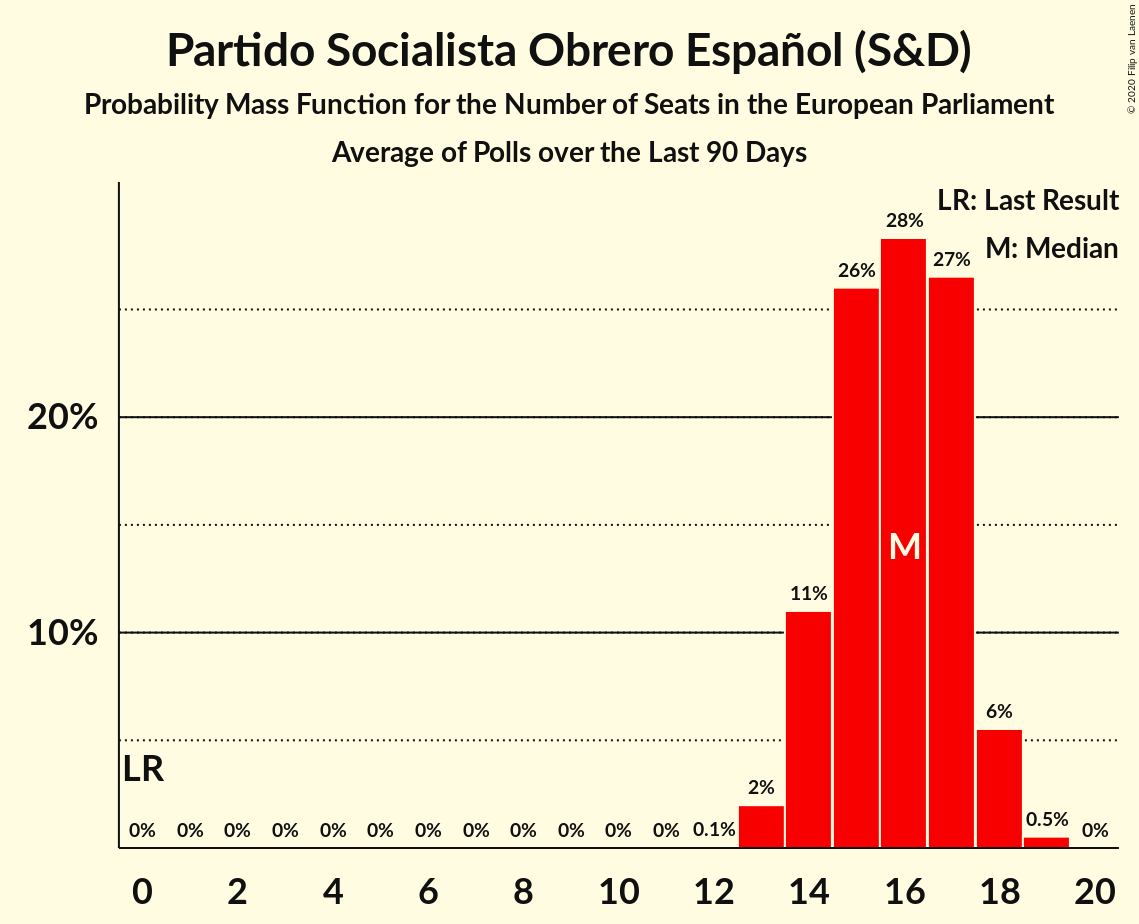 Partido Socialista Obrero Español (S&D)
Probability Mass Function for the Number of Seats in the European Parliament
Average of Polls over the Last 90 Days
© 2020 Filip van Laenen
LR: Last Result
M: Median
28%
27%
26%
20%
M
11%
10%
6%
LR
2%
0% 0% 0% 0% 0% 0% 0% 0% 0% 0% 0% 0% 0.1% 0.5% 0%
0 2 4 6 8 10 12 14 16 18 20